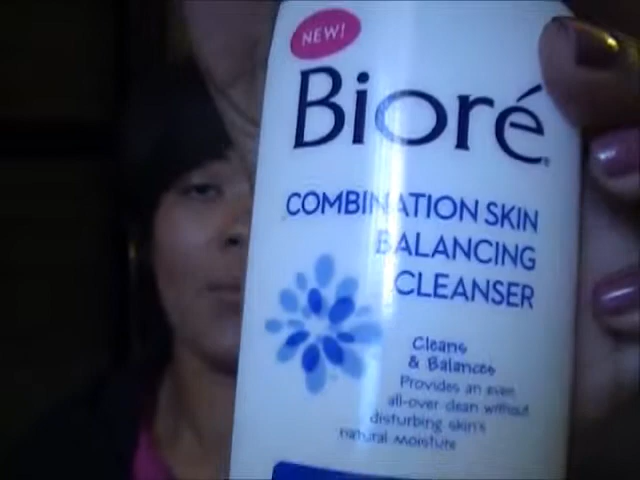 NEW!
Bioré
COMBINATION SKIN
BALANCING
CLEANSER
Cleans
& Balances
Provides an even
all-over clean without
disturbing skin's
natural moisture